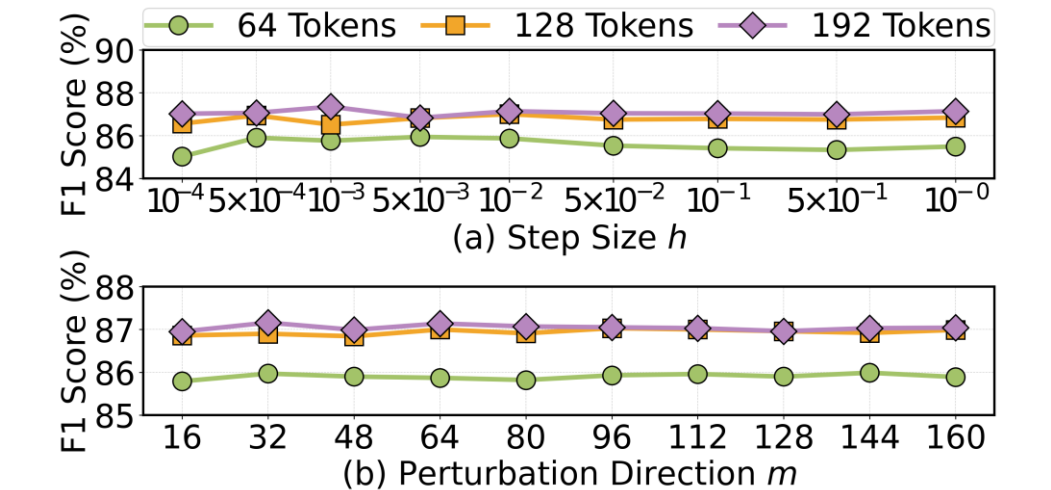 64 Tokens 128 Tokens 192 Tokens
F1 Score (%)
90
88
86
84
10⁻⁴ 5×10⁻⁴ 10⁻³ 5×10⁻³ 10⁻² 5×10⁻² 10⁻¹ 5×10⁻¹ 10⁻⁰
(a) Step Size h
F1 Score (%)
88
87
86
85
16 32 48 64 80 96 112 128 144 160
(b) Perturbation Direction m